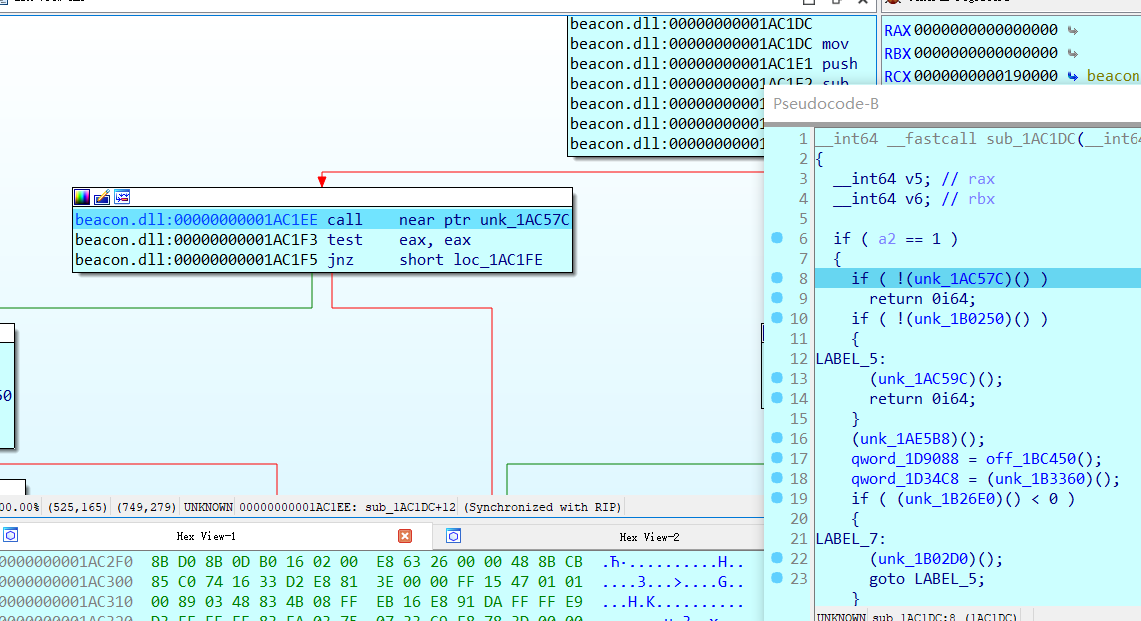 beacon.dll:00000000001AC1DC
beacon.dll:00000000001AC1DC mov
beacon.dll:00000000001AC1E1 push
beacon.dll:00000000001AC1E2 sub
beacon.dll:0000000000
beacon.dll:0000000000
beacon.dll:0000000000
RAX 0000000000000000
RBX 0000000000000000
RCX 0000000000190000 beacon
beacon.dll:00000000001AC1EE call near ptr unk_1AC57C
beacon.dll:00000000001AC1F3 test eax, eax
beacon.dll:00000000001AC1F5 jnz short loc_1AC1FE
Pseudocode-B
1 __int64 __fastcall sub_1AC1DC(__int64
2 {
3 __int64 v5; // rax
4 __int64 v6; // rbx
5
6 if ( a2 == 1 )
7 {
8 if ( !(unk_1AC57C)() )
9 return 0i64;
10 if ( !(unk_1B0250)() )
11 {
12 LABEL_5:
13 (unk_1AC59C)();
14 return 0i64;
15 }
16 (unk_1AE5B8)();
17 qword_1D9088 = off_1BC450();
18 qword_1D34C8 = (unk_1B3360)();
19 if ( (unk_1B26E0)() < 0 )
20 {
21 LABEL_7:
22 (unk_1B02D0)();
23 goto LABEL_5;
}
00.00% (525,165) (749,279) UNKNOWN 00000000001AC1EE: sub_1AC1DC+12 (Synchronized with RIP)
Hex View-1
Hex View-2
0000000001AC2F0 8B D0 8B 0D B0 16 02 00 E8 63 26 00 00 48 8B CB .Ћ·..........H..
0000000001AC300 85 C0 74 16 33 D2 E8 81 3E 00 00 FF 15 47 01 01 ....3...>....G..
0000000001AC310 00 89 03 48 83 4B 08 FF EB 16 E8 91 DA FF FF E9 ...H.K..........
UNKNOWN sub_1AC1DC:8 (1AC1DC)